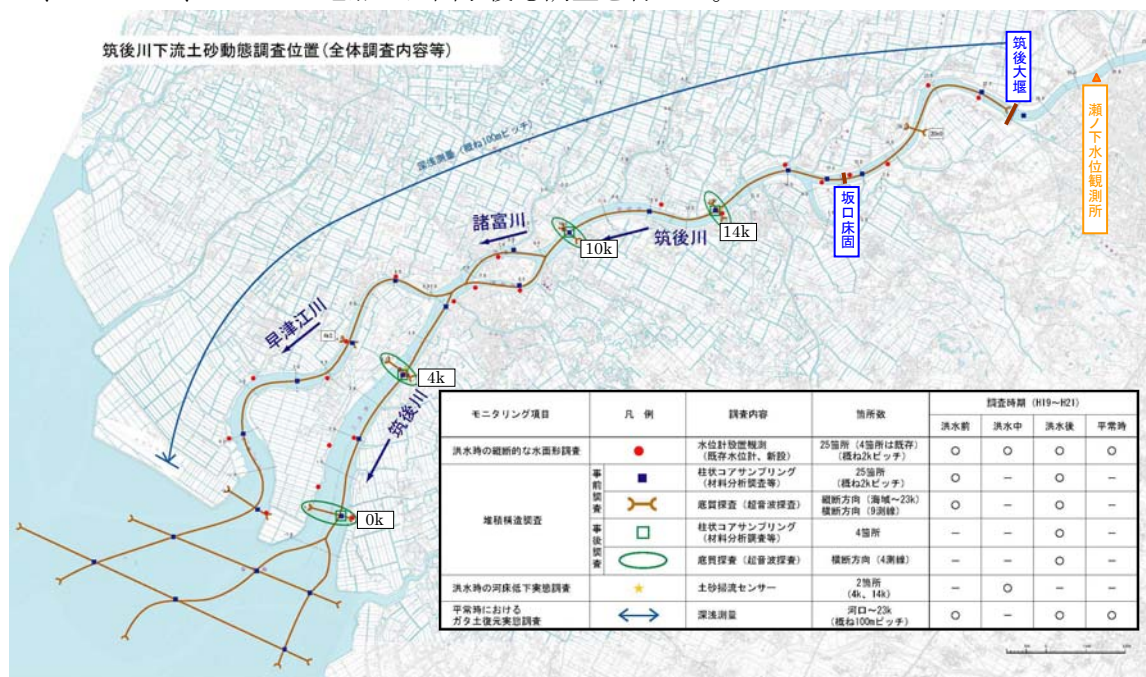 筑後川下流土砂動態調査位置(全体調査内容等)
筑後大堰
瀬ノ下水位観測所
深浅測量(概ね100mピッチ)
坂口床固
14k
筑後川
10k
諸富川
早津江川
4k
筑後川
0k
モニタリング項目 凡 例 調査内容 箇所数 調査時期 (H19~H21)
洪水前 洪水中 洪水後 平常時
洪水時の縦断的な水面形調査 水位計設置観測 (既存水位計、新設) 25箇所 (4箇所は既存) (概ね2kピッチ) ○ ○ ○ ○
堆積構造調査 事前調査 柱状コアサンプリング (材料分析調査等) 25箇所 (概ね2kピッチ) ○ − ○ −
底質探査 (超音波探査) 縦断方向 (海域~23k) 横断方向 (9測線) ○ − ○ −
事後調査 柱状コアサンプリング (材料分析調査等) 4箇所 − − ○ −
底質探査 (超音波探査) 横断方向 (4測線) − − ○ −
洪水時の河床低下実態調査 土砂掃流センサー 2箇所 (4k、14k) − ○ − −
平常時における ガタ土復元実態調査 深浅測量 河口~23k (概ね100mピッチ) ○ − ○ ○